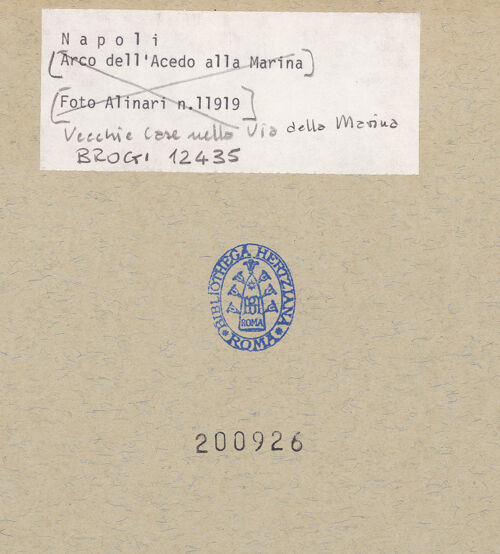 Napoli
[Arco dell'Acedo alla Marina]
[Foto Alinari n.11919]
Vecchie Case nella Via della Marina
BROGI 12435
BIBLIOTHECA HERTZIANA
ROMA
ROMA
200926